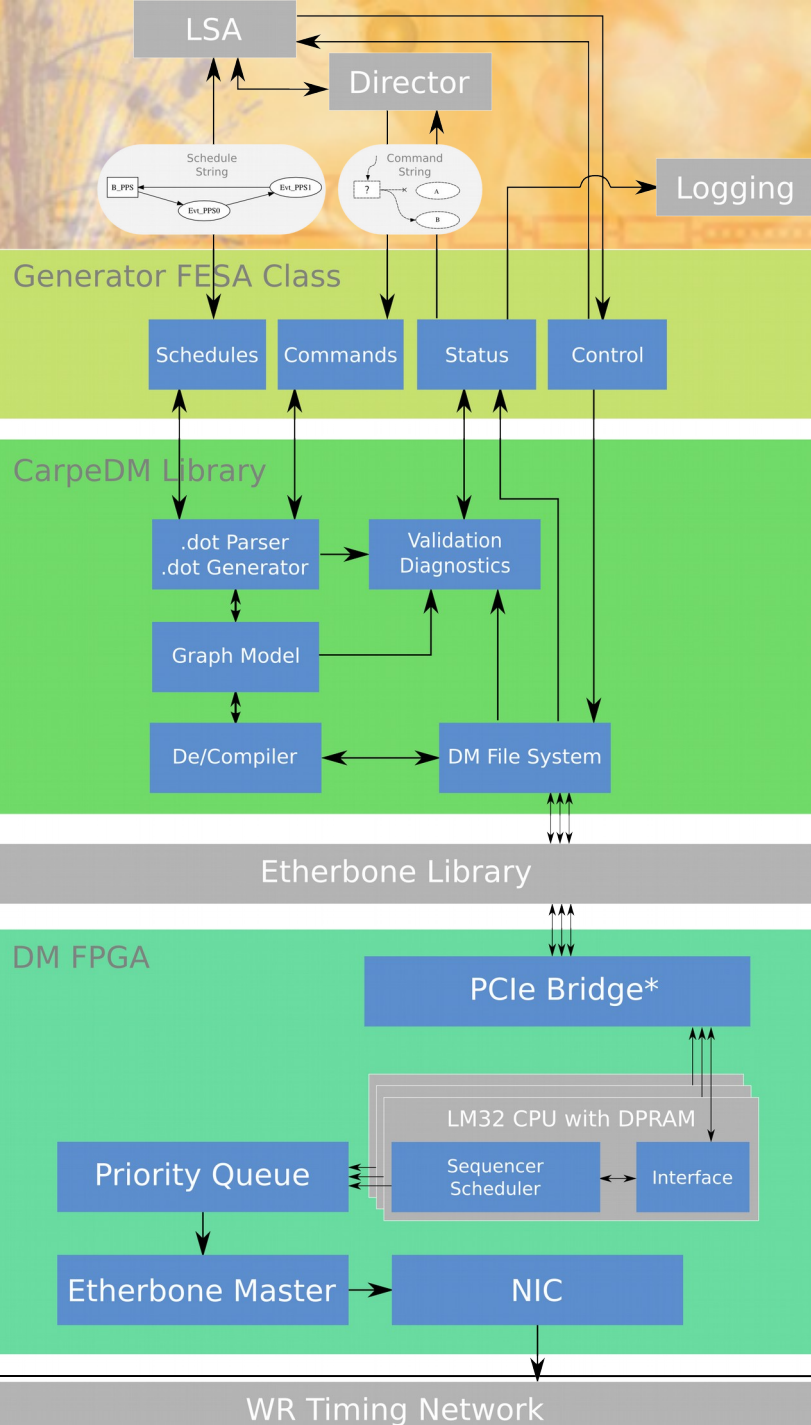 LSA
Director
Schedule
String
B_PPS
Evt_PPS1
Evt_PPS0
Command
String
?
A
B
Logging
Generator FESA Class
Schedules
Commands
Status
Control
CarpeDM Library
.dot Parser
.dot Generator
Validation
Diagnostics
Graph Model
De/Compiler
DM File System
Etherbone Library
DM FPGA
PCIe Bridge*
LM32 CPU with DPRAM
Priority Queue
Sequencer
Scheduler
Interface
Etherbone Master
NIC
WR Timing Network